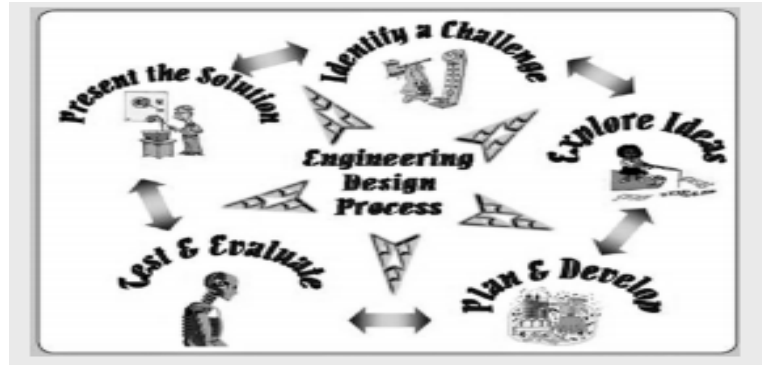 Identify a Challenge
Present the Solution
Explore Ideas
Engineering
Design
Process
Test & Evaluate
Plan & Develop